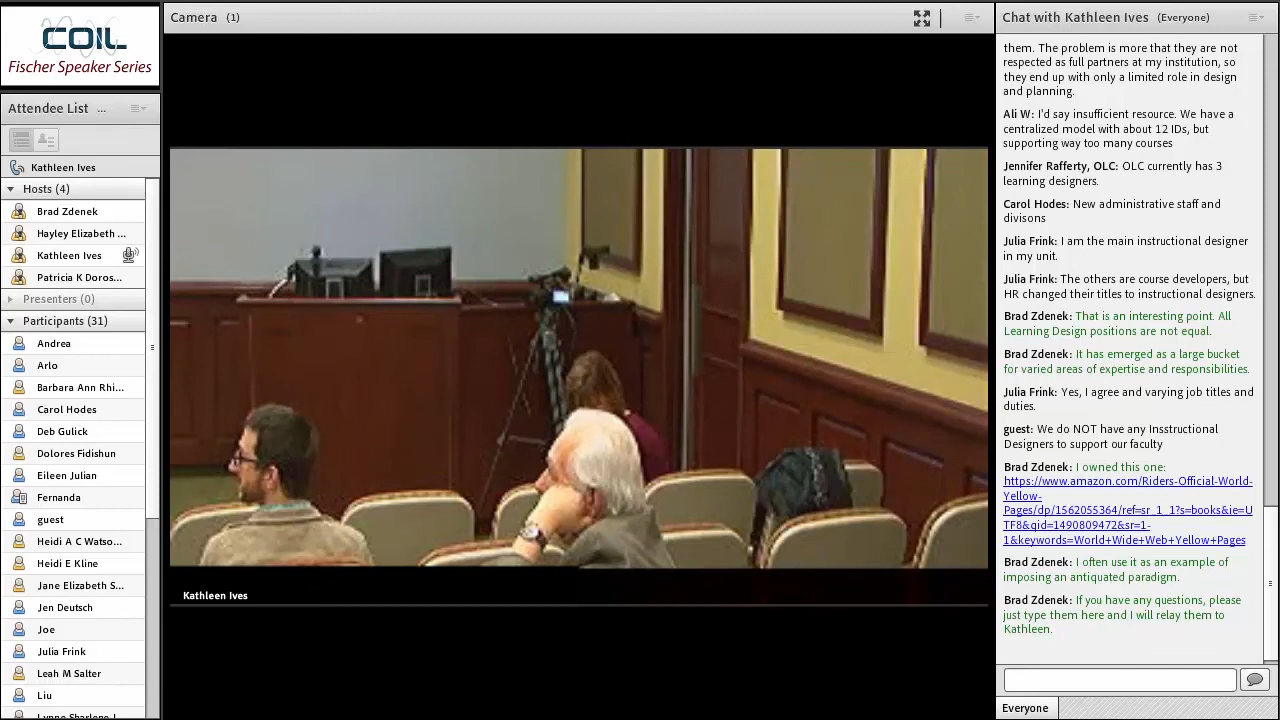 COIL
Fischer Speaker Series
Attendee List ...
Kathleen Ives
Hosts (4)
Brad Zdenek
Hayley Elizabeth ...
Kathleen Ives
Patricia K Doros...
Presenters (0)
Participants (31)
Andrea
Arlo
Barbara Ann Rhi...
Carol Hodes
Deb Gulick
Dolores Fidishun
Eileen Julian
Fernanda
guest
Heidi A C Watso...
Heidi E Kline
Jane Elizabeth S...
Jen Deutsch
Joe
Julia Frink
Leah M Salter
Liu
Camera (1)
Kathleen Ives
Chat with Kathleen Ives (Everyone)
them. The problem is more that they are not
respected as full partners at my institution, so
they end up with only a limited role in design
and planning.
Ali W: I'd say insufficient resource. We have a
centralized model with about 5 IDs, but
supporting way too many courses
Jennifer Rafferty, OLC: OLC currently has 3
learning designers.
Carol Hodes: New administrative staff and
divisons
Julia Frink: I am the main instructional designer
in my unit.
Julia Frink: The others are course developers, but
HR changed their titles to instructional designers.
Brad Zdenek: That is an interesting point. All
Learning Design positions are not equal.
Brad Zdenek: It has emerged as a large bucket
for varied areas of expertise and responsibilities.
Julia Frink: Yes, I agree and varying job titles and
duties.
guest: We do NOT have any Insstructional
Designers to support our faculty
Brad Zdenek: I owned this one:
https://www.amazon.com/Riders-Official-World-
Yellow-
Pages/dp/1562055364/ref=sr_1_1?s=books&ie=U
TF8&qid=1490809472&sr=1-
1&keywords=World+Wide+Web+Yellow+Pages
Brad Zdenek: I often use it as an example of
imposing an antiquated paradigm.
Brad Zdenek: If you have any questions, please
just type them here and I will relay them to
Kathleen.
Everyone